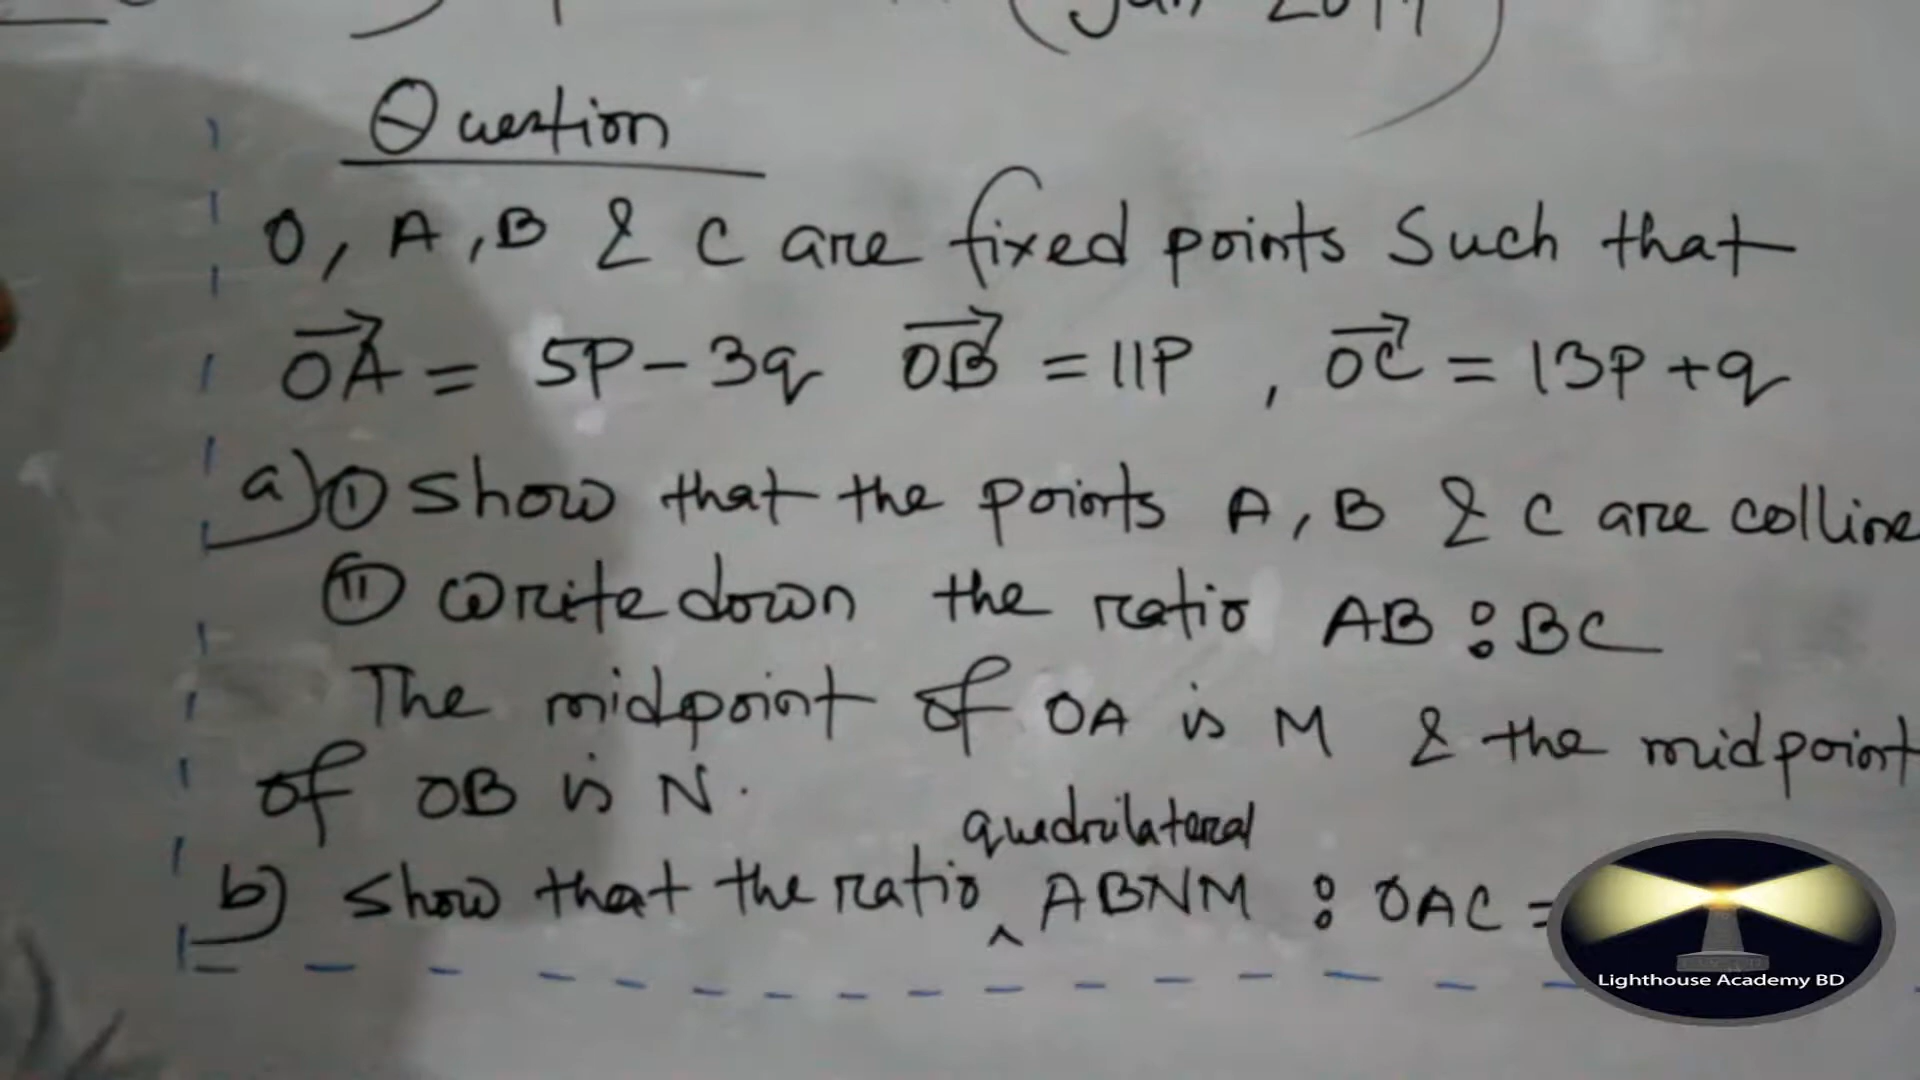 (Jan 2017)
Question
O, A, B & C are fixed points such that
OA = 5p - 3q OB = 11p , OC = 13p + q
a) i show that the points A, B & C are colline
ii write down the ratio AB : BC
The midpoint of OA is M & the midpoint
of OB is N.
quadrilateral
b) show that the ratio ^ ABNM : OAC =
Lighthouse Academy BD